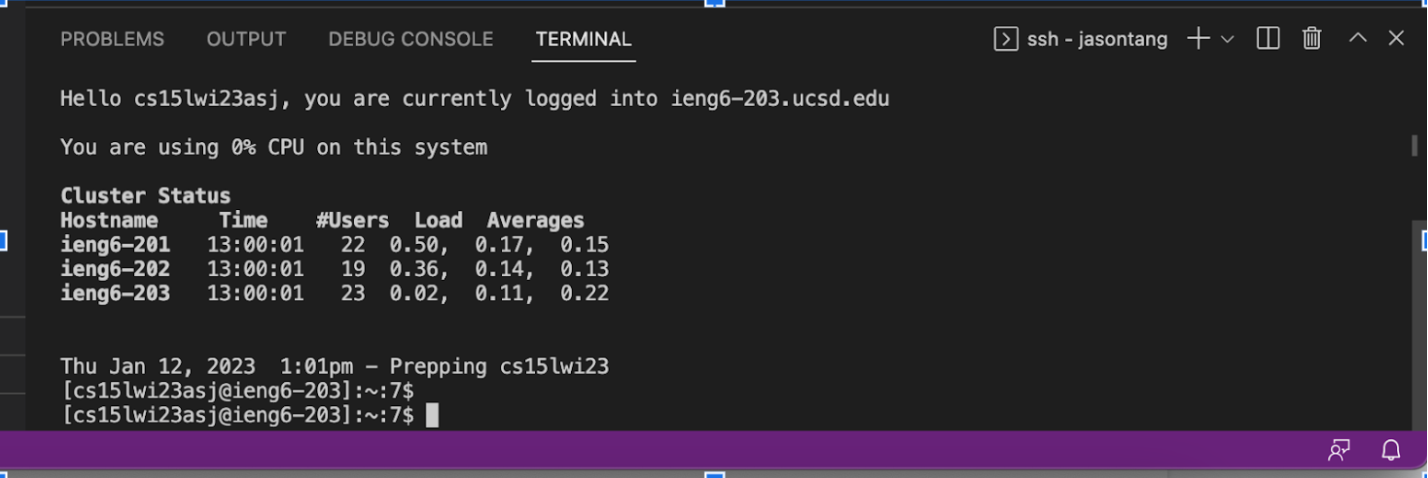 PROBLEMS OUTPUT DEBUG CONSOLE TERMINAL ssh - jasontang
Hello cs15lwi23asj, you are currently logged into ieng6-203.ucsd.edu
You are using 0% CPU on this system
Cluster Status
Hostname Time #Users Load Averages
ieng6-201 13:00:01 22 0.50, 0.17, 0.15
ieng6-202 13:00:01 19 0.36, 0.14, 0.13
ieng6-203 13:00:01 23 0.02, 0.11, 0.22
Thu Jan 12, 2023 1:01pm - Prepping cs15lwi23
[cs15lwi23asj@ieng6-203]:~:7$
[cs15lwi23asj@ieng6-203]:~:7$